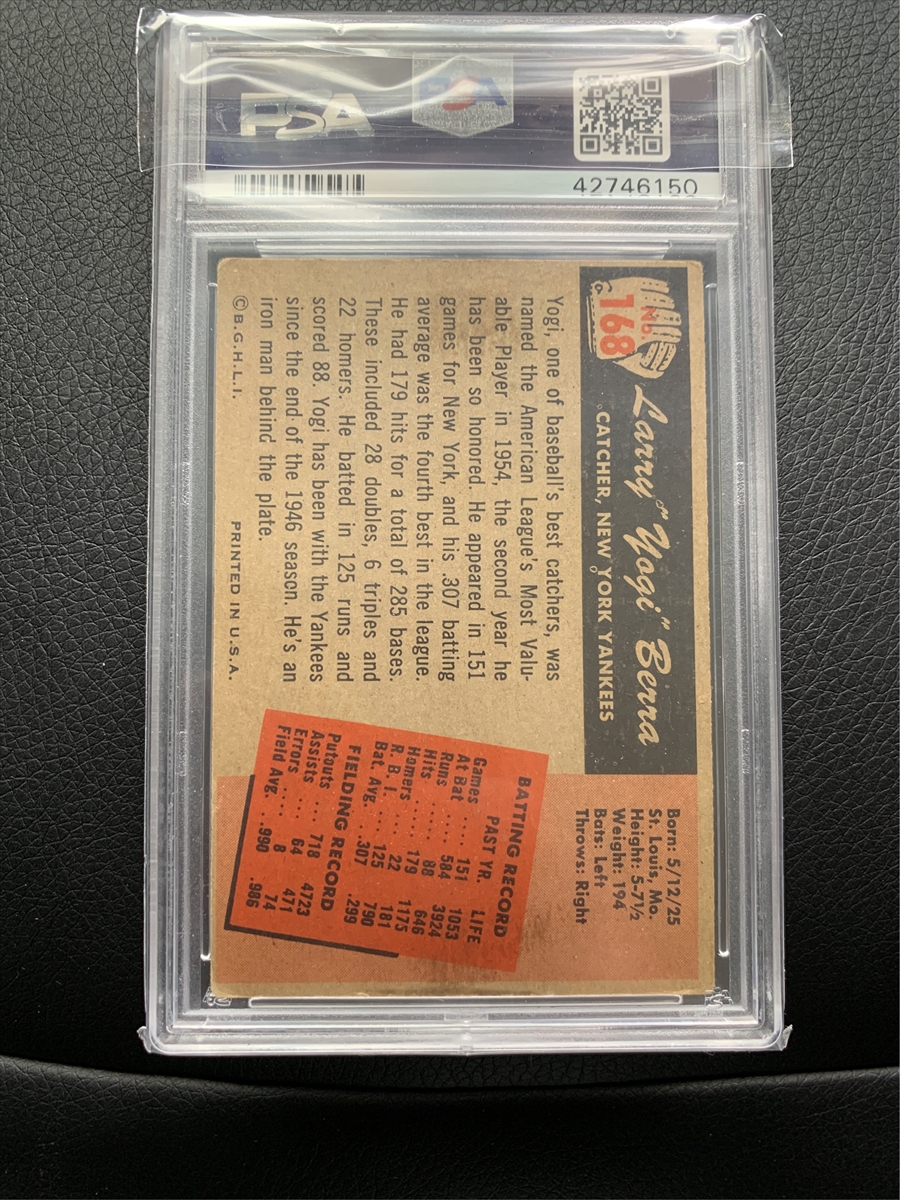 PSA
PSA
42746150
No
168
Larry "Yogi" Berra
CATCHER, NEW YORK YANKEES
Born: 5/12/25
St. Louis, Mo.
Height: 5-7½
Weight: 194
Bats: Left
Throws: Right
Yogi, one of baseball's best catchers, was
named the American League's Most Valu-
able Player in 1954, the second year he
has been so honored. He appeared in 151
games for New York, and his .307 batting
average was the fourth best in the league.
He had 179 hits for a total of 285 bases.
These included 28 doubles, 6 triples and
22 homers. He batted in 125 runs and
scored 88. Yogi has been with the Yankees
since the end of the 1946 season. He's an
iron man behind the plate.
©B.G.H.L.I.
PRINTED IN U.S.A.
BATTING RECORD
PAST YR. LIFE
Games .... 151 1053
At Bat .... 584 3924
Runs .... 88 646
Hits .... 179 1175
Homers .... 22 181
R. B. I. .... 125 790
Bat. Avg. ... .307 .299
FIELDING RECORD
Putouts ... 718 4723
Assists ... 64 471
Errors .... 8 74
Field Avg. .. .990 .986